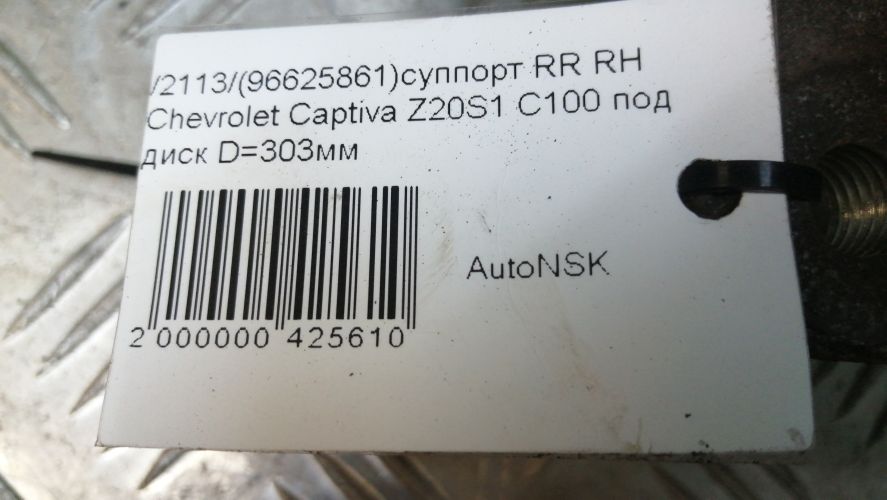 /2113/(96625861)суппорт RR RH
Chevrolet Captiva Z20S1 C100 под
диск D=303мм
AutoNSK
2 000000 425610